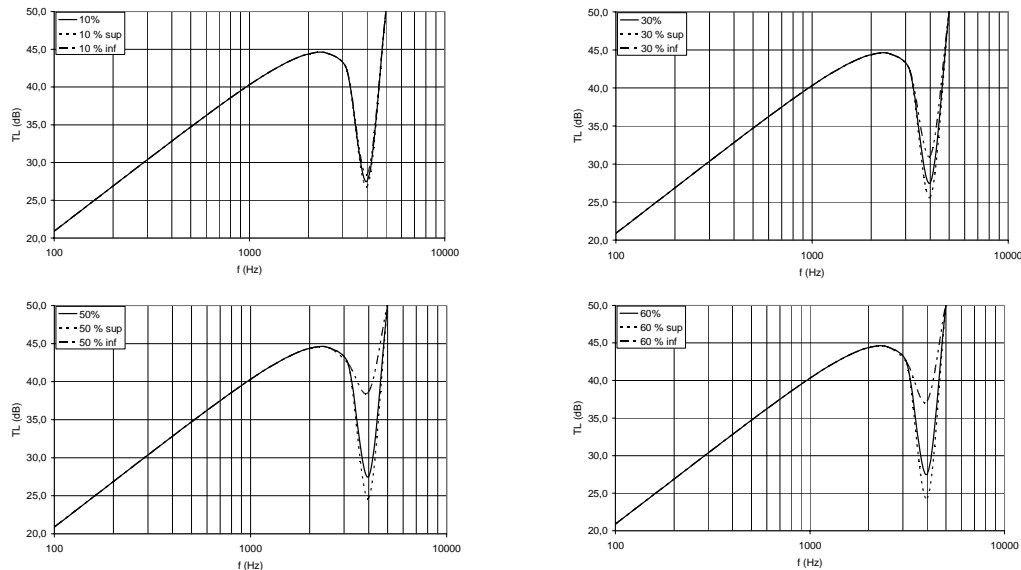 50,0
45,0
40,0
35,0
30,0
25,0
20,0
TL (dB)
10%
10 % sup
10 % inf
100 1000 10000
f (Hz)
50,0
45,0
40,0
35,0
30,0
25,0
20,0
TL (dB)
30%
30 % sup
30 % inf
100 1000 10000
f (Hz)
50,0
45,0
40,0
35,0
30,0
25,0
20,0
TL (dB)
50%
50 % sup
50 % inf
100 1000 10000
f (Hz)
50,0
45,0
40,0
35,0
30,0
25,0
20,0
TL (dB)
60%
60 % sup
60 % inf
100 1000 10000
f (Hz)